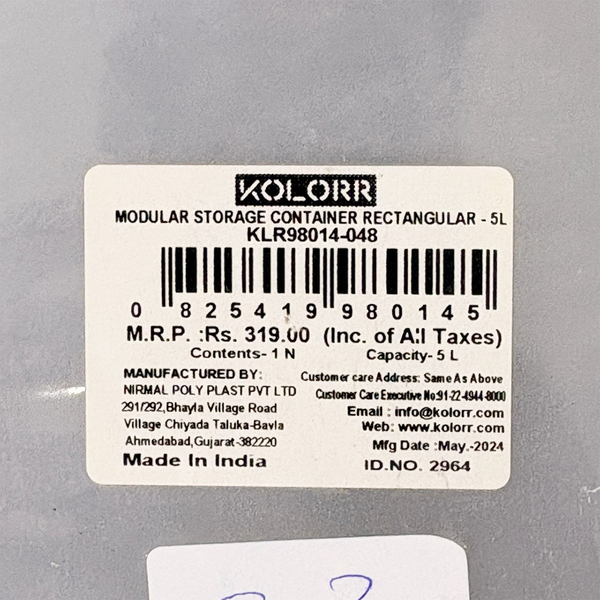 KOLORR
MODULAR STORAGE CONTAINER RECTANGULAR - 5L
KLR98014-048
0 825419 980145
M.R.P. :Rs. 319.00 (Inc. of All Taxes)
Contents- 1 N Capacity- 5 L
MANUFACTURED BY:
NIRMAL POLY PLAST PVT LTD
291/292,Bhayla Village Road
Village Chiyada Taluka-Bavla
Ahmedabad,Gujarat-382220
Made In India
Customer care Address: Same As Above
Customer Care Executive No:91-22-4944-8000
Email : info@kolorr.com
Web: www.kolorr.com
Mfg Date :May.-2024
ID.NO. 2964